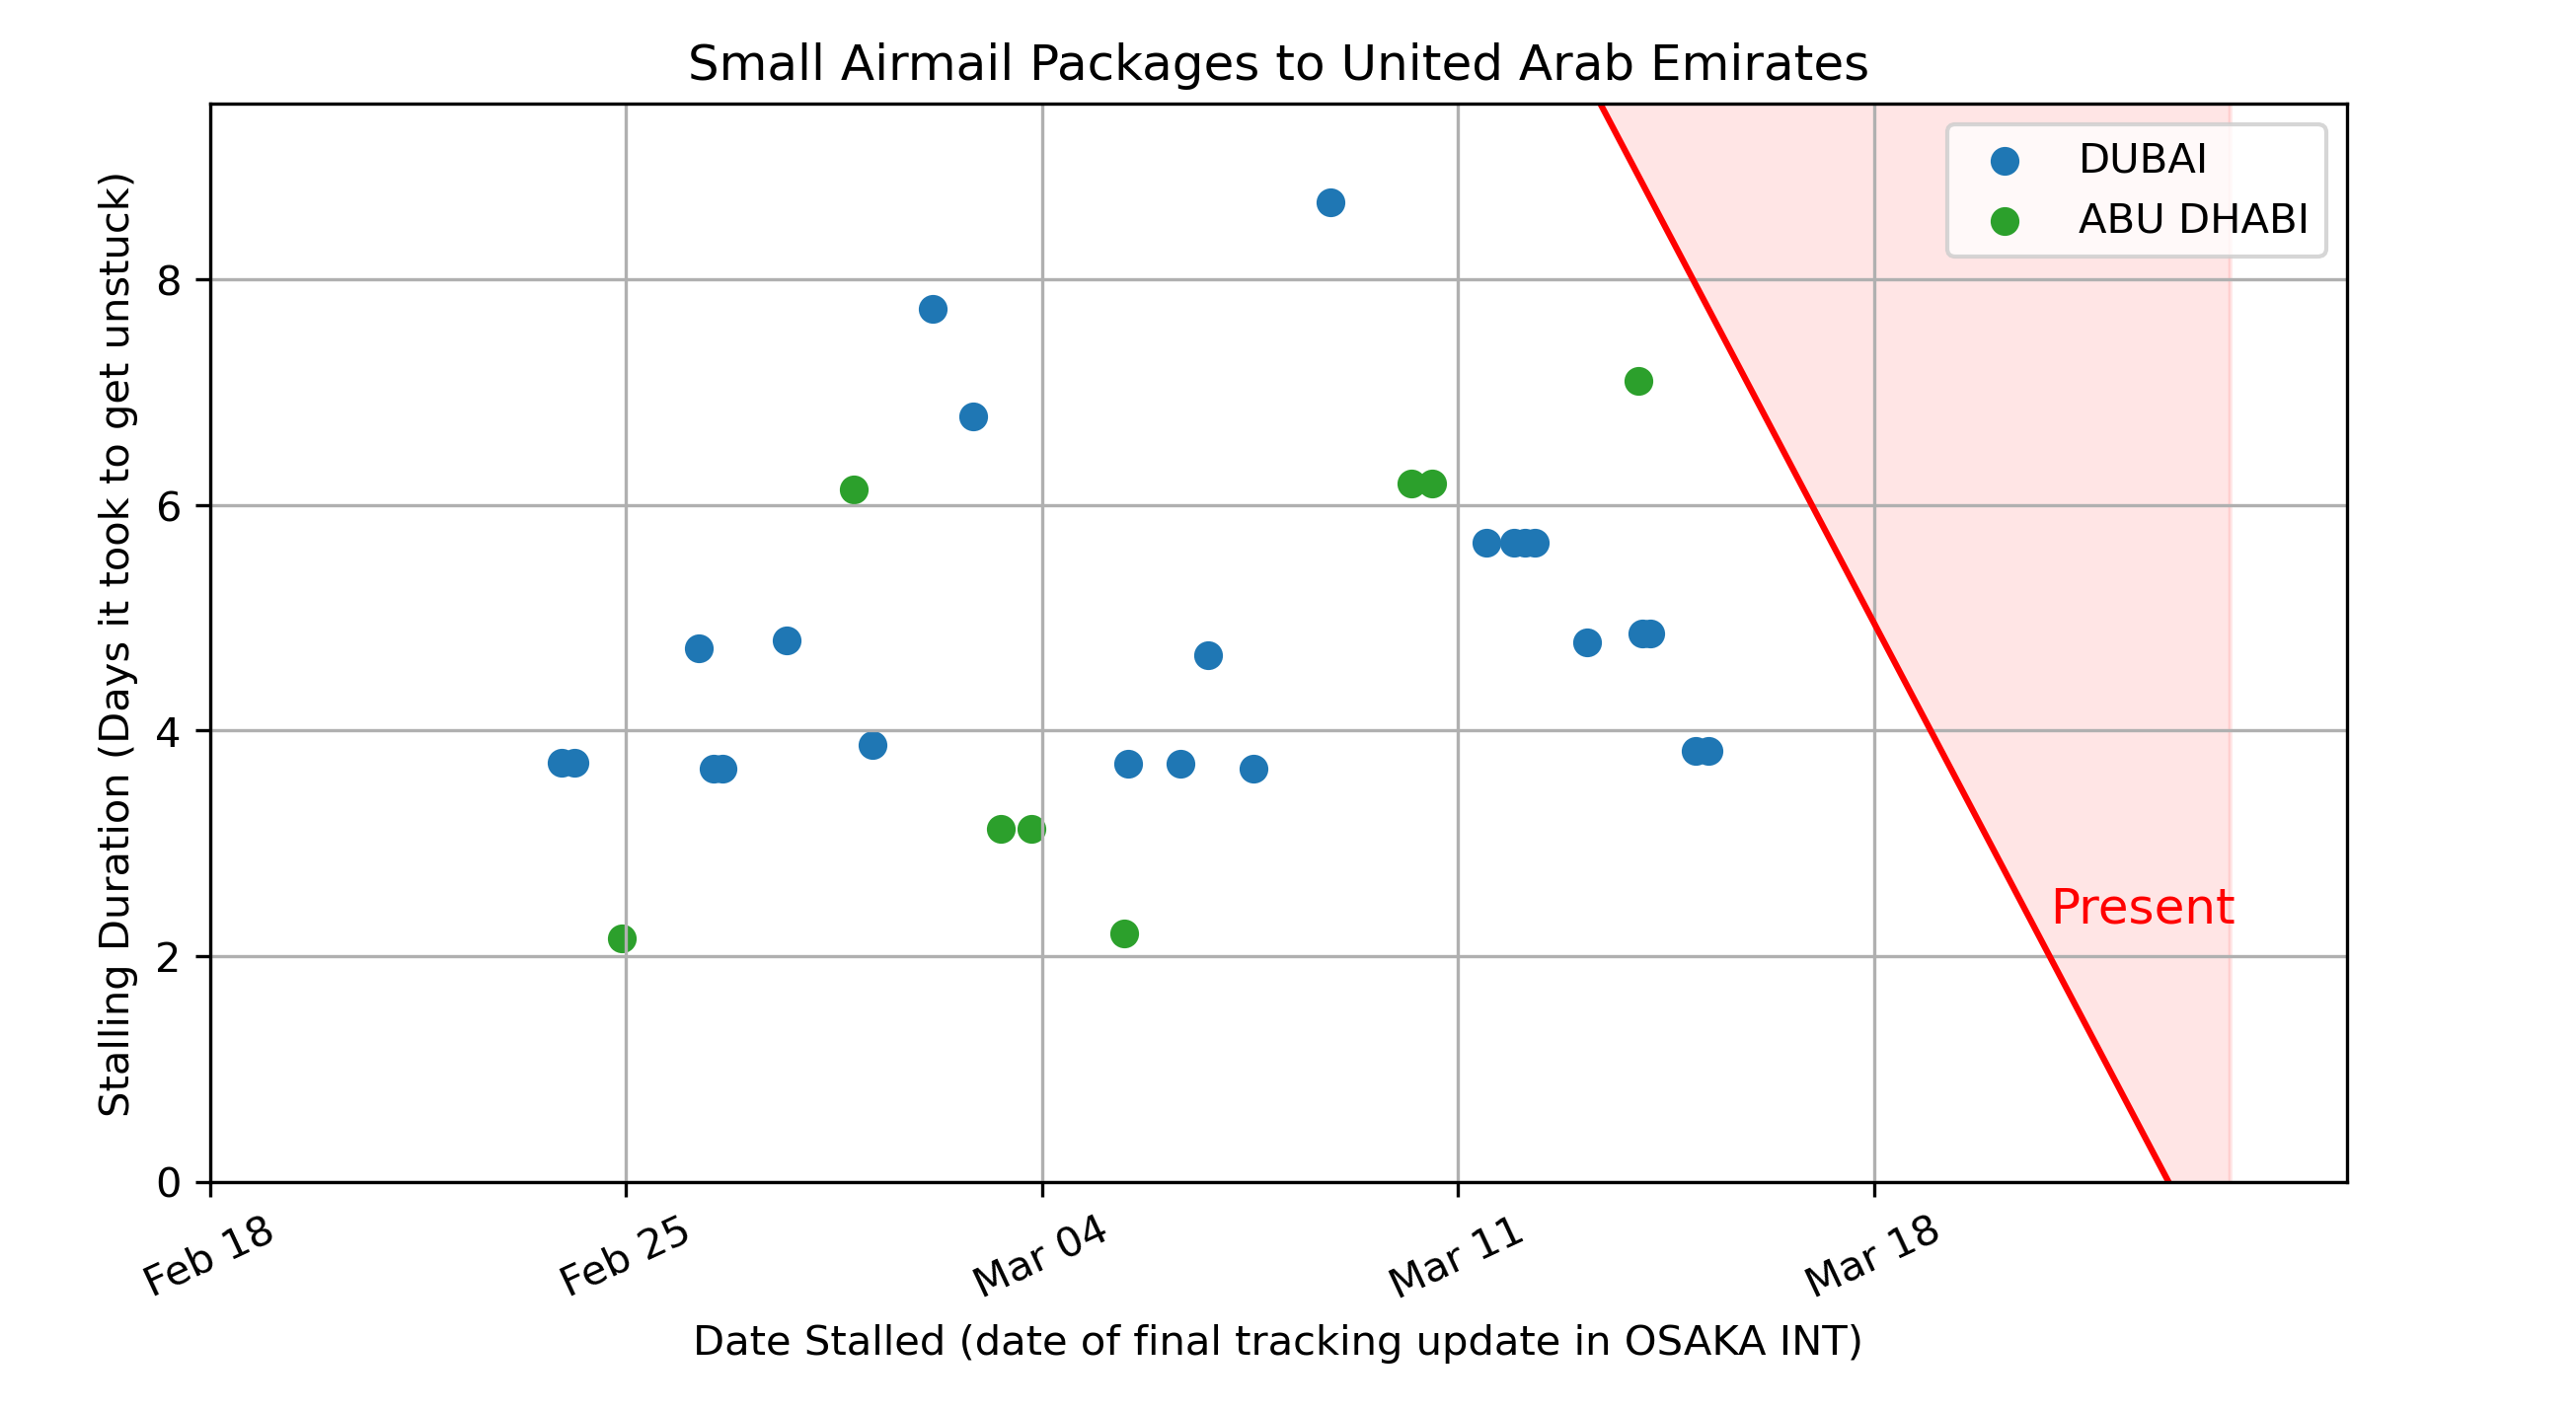 Small Airmail Packages to United Arab Emirates
Stalling Duration (Days it took to get unstuck)
DUBAI
ABU DHABI
8
6
4
2
0
Present
Feb 18
Feb 25
Mar 04
Mar 11
Mar 18
Date Stalled (date of final tracking update in OSAKA INT)